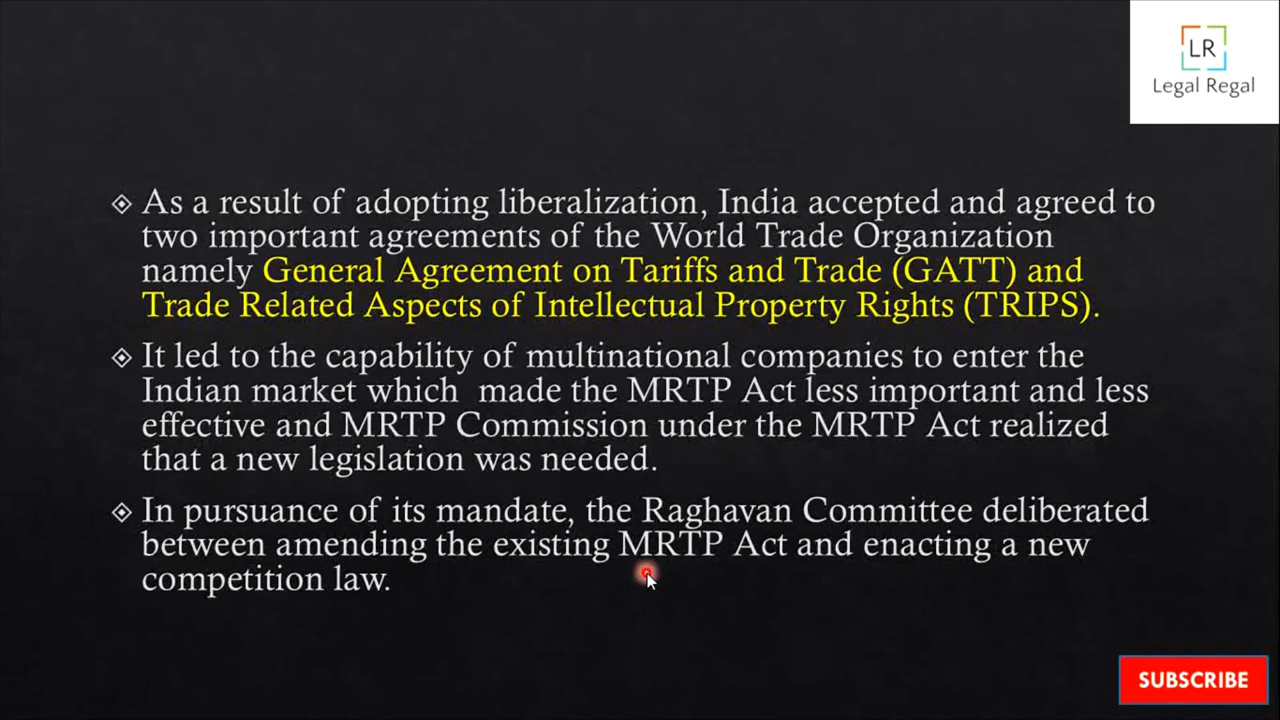 LR
Legal Regal
As a result of adopting liberalization, India accepted and agreed to
two important agreements of the World Trade Organization
namely General Agreement on Tariffs and Trade (GATT) and
Trade Related Aspects of Intellectual Property Rights (TRIPS).
It led to the capability of multinational companies to enter the
Indian market which  made the MRTP Act less important and less
effective and MRTP Commission under the MRTP Act realized
that a new legislation was needed.
In pursuance of its mandate, the Raghavan Committee deliberated
between amending the existing MRTP Act and enacting a new
competition law.
SUBSCRIBE